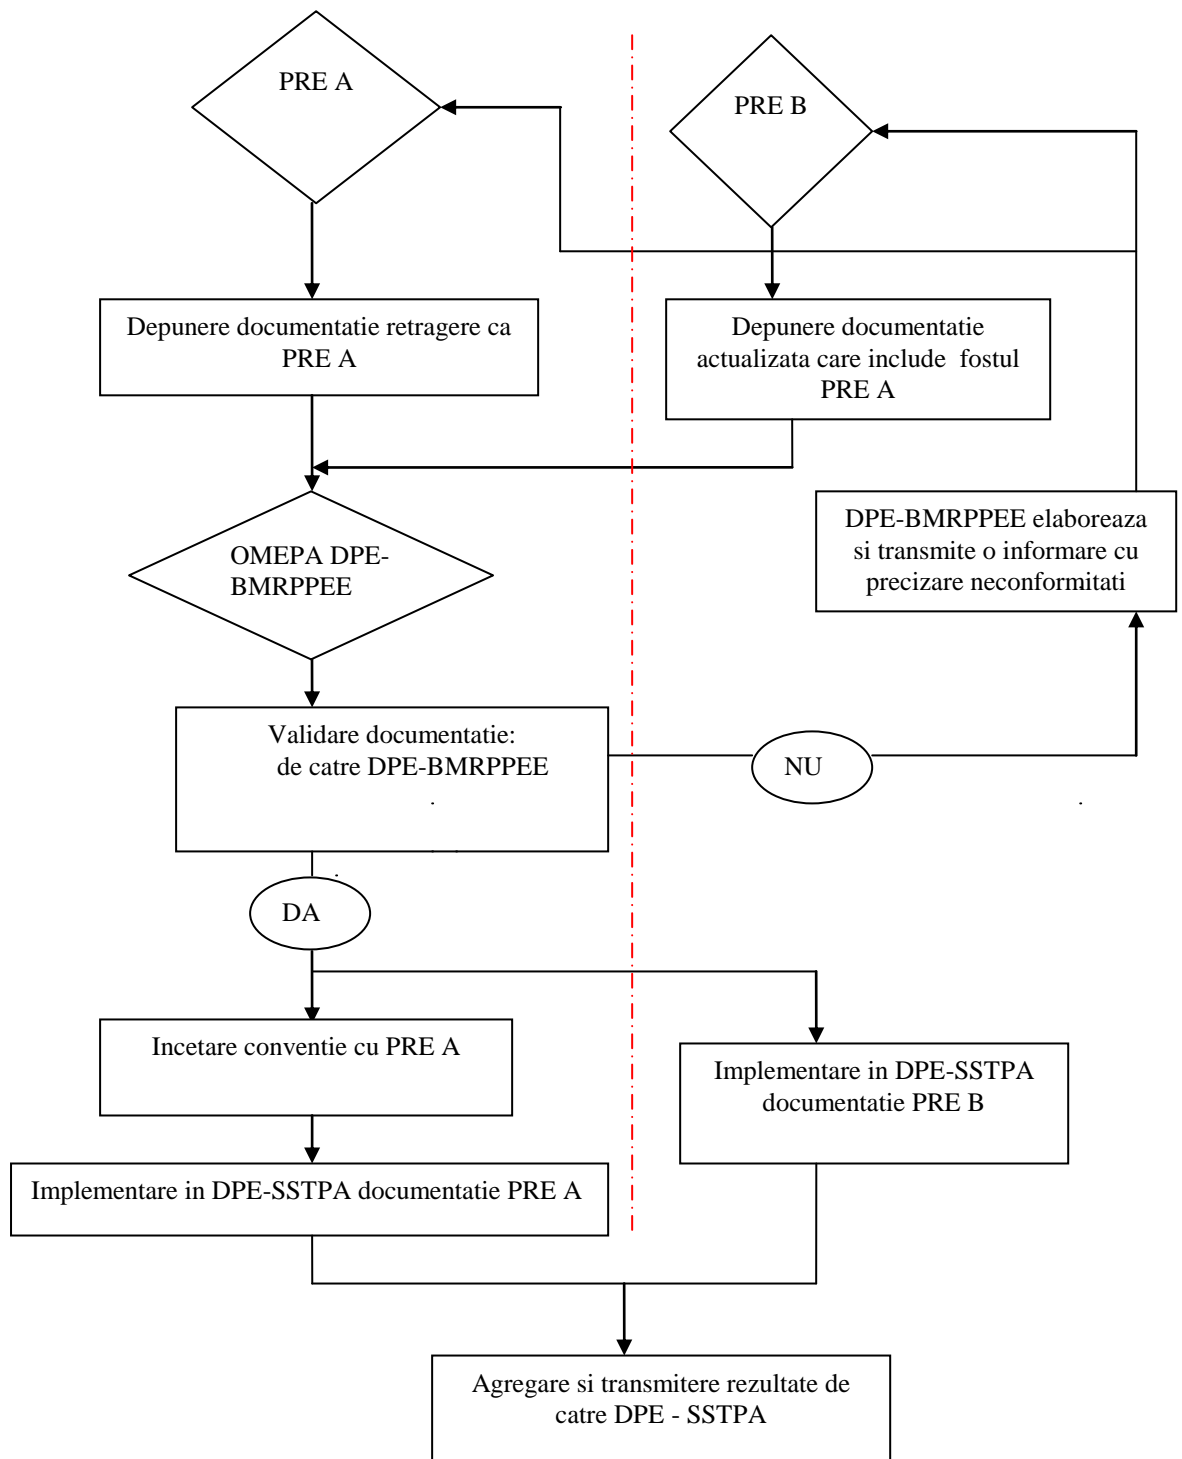 PRE A
PRE B
Depunere documentatie retragere ca
PRE A
Depunere documentatie
actualizata care include fostul
PRE A
OMEPA DPE-
BMRPPEE
DPE-BMRPPEE elaboreaza
si transmite o informare cu
precizare neconformitati
Validare documentatie:
de catre DPE-BMRPPEE
NU
DA
Incetare conventie cu PRE A
Implementare in DPE-SSTPA
documentatie PRE B
Implementare in DPE-SSTPA documentatie PRE A
Agregare si transmitere rezultate de
catre DPE - SSTPA